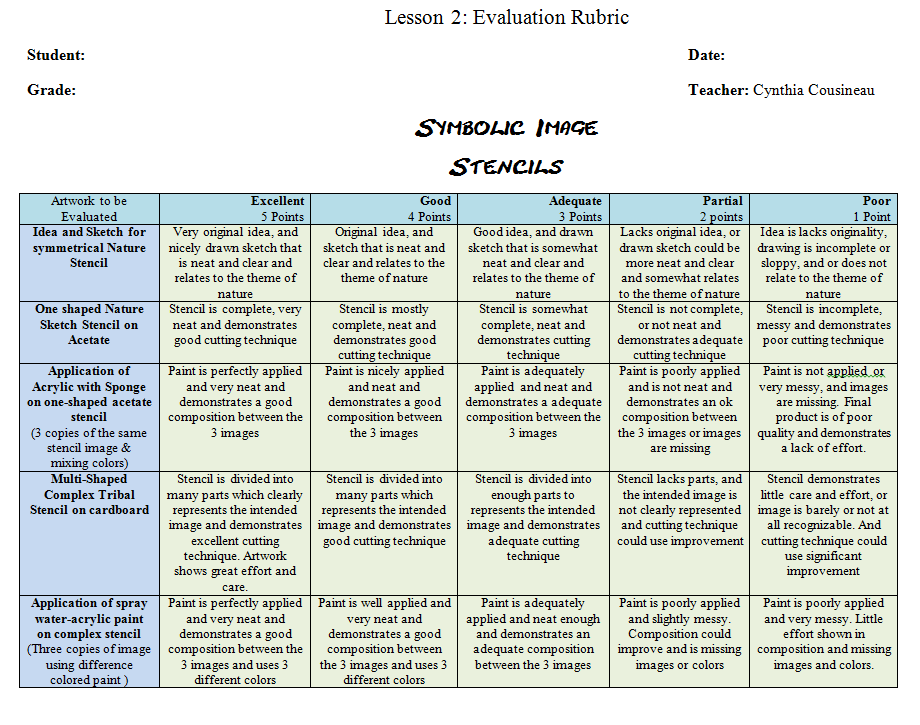 Lesson 2: Evaluation Rubric
Student:
Date:
Grade:
Teacher: Cynthia Cousineau
Symbolic Image
Stencils
Artwork to be
Evaluated
Excellent
5 Points
Good
4 Points
Adequate
3 Points
Partial
2 points
Poor
1 Point
Idea and Sketch for
symmetrical Nature
Stencil
Very original idea, and
nicely drawn sketch that
is neat and clear and
relates to the theme of
nature
Original idea, and
sketch that is neat and
clear and relates to the
theme of nature
Good idea, and drawn
sketch that is somewhat
neat and clear and
relates to the theme of
nature
Lacks original idea, or
drawn sketch could be
more neat and clear
and somewhat relates
to the theme of nature
Idea is lacks originality,
drawing is incomplete or
sloppy, and or does not
relate to the theme of
nature
One shaped Nature
Sketch Stencil on
Acetate
Stencil is complete, very
neat and demonstrates
good cutting technique
Stencil is mostly
complete, neat and
demonstrates good
cutting technique
Stencil is somewhat
complete, neat and
demonstrates cutting
technique
Stencil is not complete,
or not neat and
demonstrates adequate
cutting technique
Stencil is incomplete,
messy and demonstrates
poor cutting technique
Application of
Acrylic with Sponge
on one-shaped acetate
stencil
(3 copies of the same
stencil image &
mixing colors)
Paint is perfectly applied
and very neat and
demonstrates a good
composition between the
3 images
Paint is nicely applied
and neat and
demonstrates a good
composition between
the 3 images
Paint is adequately
applied and neat and
demonstrates a adequate
composition between the
3 images
Paint is poorly applied
and is not neat and
demonstrates an ok
composition between
the 3 images or images
are missing
Paint is not applied or
very messy, and images
are missing. Final
product is of poor
quality and demonstrates
a lack of effort.
Multi-Shaped
Complex Tribal
Stencil on cardboard
Stencil is divided into
many parts which clearly
represents the intended
image and demonstrates
excellent cutting
technique. Artwork
shows great effort and
care.
Stencil is divided into
many parts which
represents the intended
image and demonstrates
good cutting technique
Stencil is divided into
enough parts to
represents the intended
image and demonstrates
adequate cutting
technique
Stencil lacks parts, and
the intended image is
not clearly represented
and cutting technique
could use improvement
Stencil demonstrates
little care and effort, or
image is barely or not at
all recognizable. And
cutting technique could
use significant
improvement
Application of spray
water-acrylic paint
on complex stencil
(Three copies of image
using difference
colored paint )
Paint is perfectly applied
and very neat and
demonstrates a good
composition between the
3 images and uses 3
different colors
Paint is well applied and
very neat and
demonstrates a good
composition between
the 3 images and uses 3
different colors
Paint is adequately
applied and neat enough
and demonstrates an
adequate composition
between the 3 images
Paint is poorly applied
and slightly messy.
Composition could
improve and is missing
images or colors
Paint is poorly applied
and very messy. Little
effort shown in
composition and missing
images and colors.